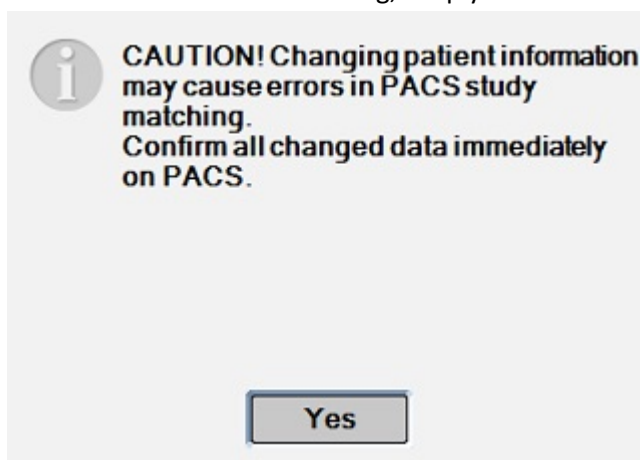 CAUTION! Changing patient information
may cause errors in PACS study
matching.
Confirm all changed data immediately
on PACS.
Yes